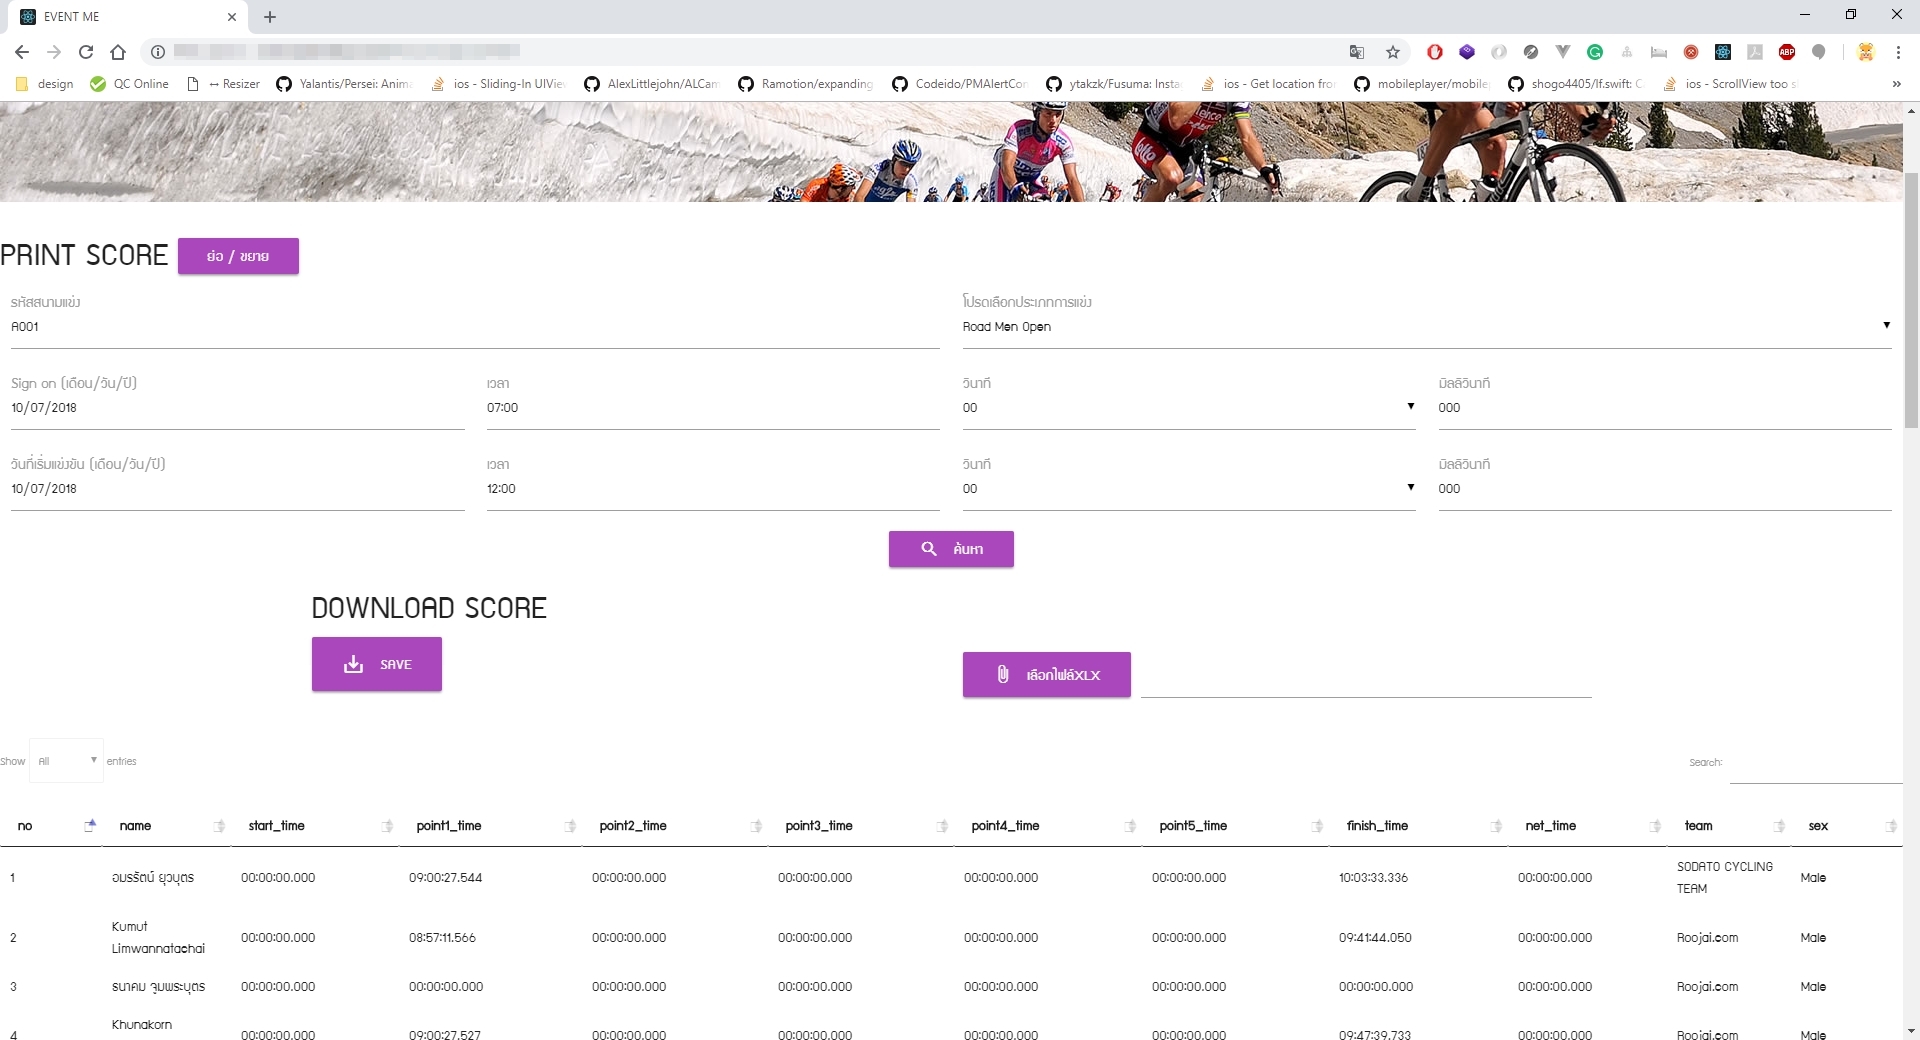 EVENT ME
design
QC Online
↔ Resizer
Yalantis/Persei: Anima
ios - Sliding-In UIView
AlexLittlejohn/ALCam
Ramotion/expanding
Codeido/PMAlertCon
ytakzk/Fusuma: Insta
ios - Get location from
mobileplayer/mobile
shogo4405/lf.swift: C
ios - ScrollView too s
»
PRINT SCORE
ย่อ / ขยาย
รหัสสนามแข่ง
A001
โปรดเลือกประเภทการแข่ง
Road Men Open
Sign on (เดือน/วัน/ปี)
10/07/2018
เวลา
07:00
วินาที
00
มิลลิวินาที
000
วันที่เริ่มแข่งขัน (เดือน/วัน/ปี)
10/07/2018
เวลา
12:00
วินาที
00
มิลลิวินาที
000
ค้นหา
DOWNLOAD SCORE
SAVE
เลือกไฟล์XLX
Show All entries
Search:
no name start_time point1_time point2_time point3_time point4_time point5_time finish_time net_time team sex
1 อมรรัตน์ ยุวบุตร 00:00:00.000 09:00:27.544 00:00:00.000 00:00:00.000 00:00:00.000 00:00:00.000 10:03:33.336 00:00:00.000 SODATO CYCLING TEAM Male
2 Kumut Limwannatachai 00:00:00.000 08:57:11.566 00:00:00.000 00:00:00.000 00:00:00.000 00:00:00.000 09:41:44.050 00:00:00.000 Roojai.com Male
3 ธนาคม จูมพระบุตร 00:00:00.000 00:00:00.000 00:00:00.000 00:00:00.000 00:00:00.000 00:00:00.000 00:00:00.000 00:00:00.000 Roojai.com Male
4 Khunakorn 00:00:00.000 09:00:27.527 00:00:00.000 00:00:00.000 00:00:00.000 00:00:00.000 09:47:39.733 00:00:00.000 Roojai.com Male